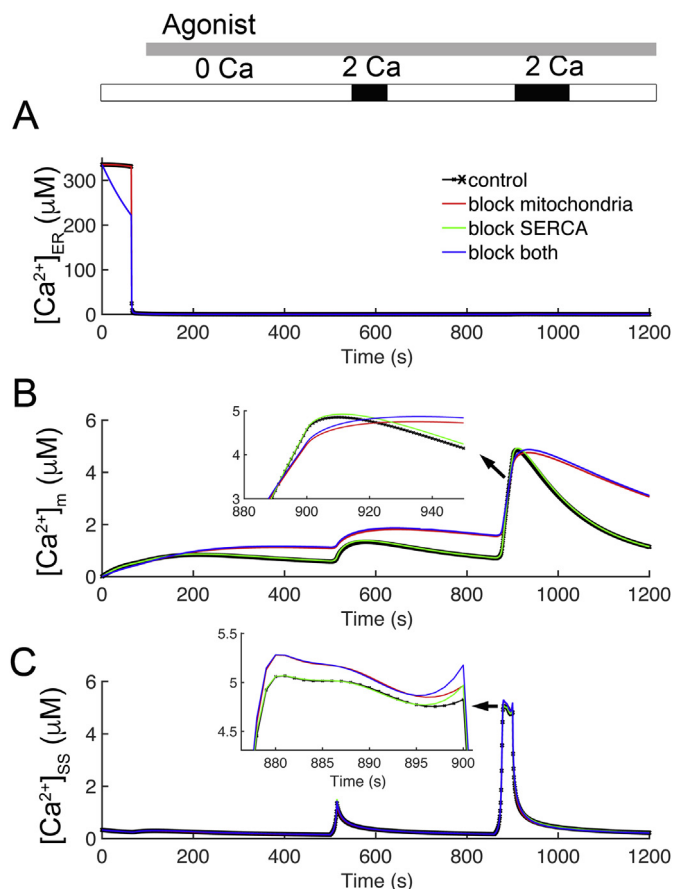 Agonist
0 Ca 2 Ca 2 Ca
A
[Ca²⁺]ER (μM)
300
200
100
0
control
block mitochondria
block SERCA
block both
0 200 400 600 800 1000 1200
Time (s)
B
[Ca²⁺]m (μM)
6
4
2
0
5
4
3
880 900 920 940
Time (s)
0 200 400 600 800 1000 1200
Time (s)
C
[Ca²⁺]SS (μM)
6
4
2
0
5.5
5
4.5
880 885 890 895 900
Time (s)
0 200 400 600 800 1000 1200
Time (s)